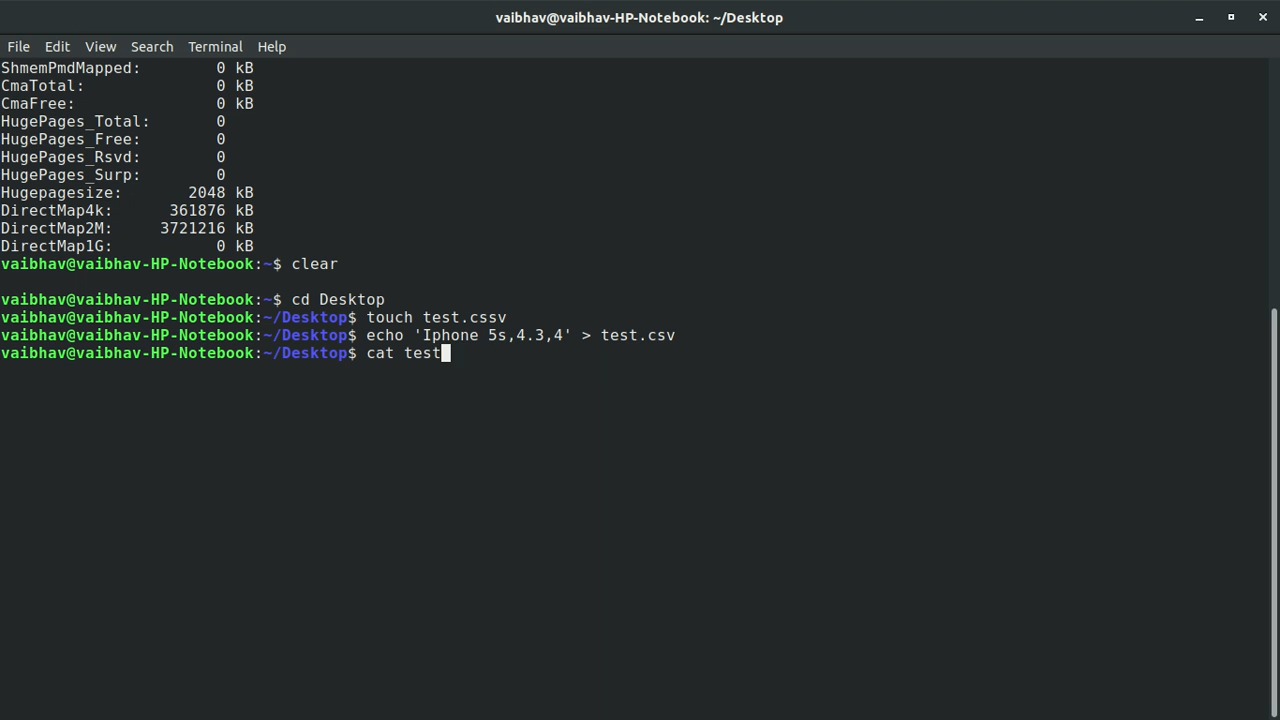 vaibhav@vaibhav-HP-Notebook: ~/Desktop
File Edit View Search Terminal Help
ShmemPmdMapped:        0 kB
CmaTotal:              0 kB
CmaFree:               0 kB
HugePages_Total:       0
HugePages_Free:        0
HugePages_Rsvd:        0
HugePages_Surp:        0
Hugepagesize:       2048 kB
DirectMap4k:      361876 kB
DirectMap2M:     3721216 kB
DirectMap1G:           0 kB
vaibhav@vaibhav-HP-Notebook:~$ clear
vaibhav@vaibhav-HP-Notebook:~$ cd Desktop
vaibhav@vaibhav-HP-Notebook:~/Desktop$ touch test.cssv
vaibhav@vaibhav-HP-Notebook:~/Desktop$ echo 'Iphone 5s,4.3,4' > test.csv
vaibhav@vaibhav-HP-Notebook:~/Desktop$ cat test